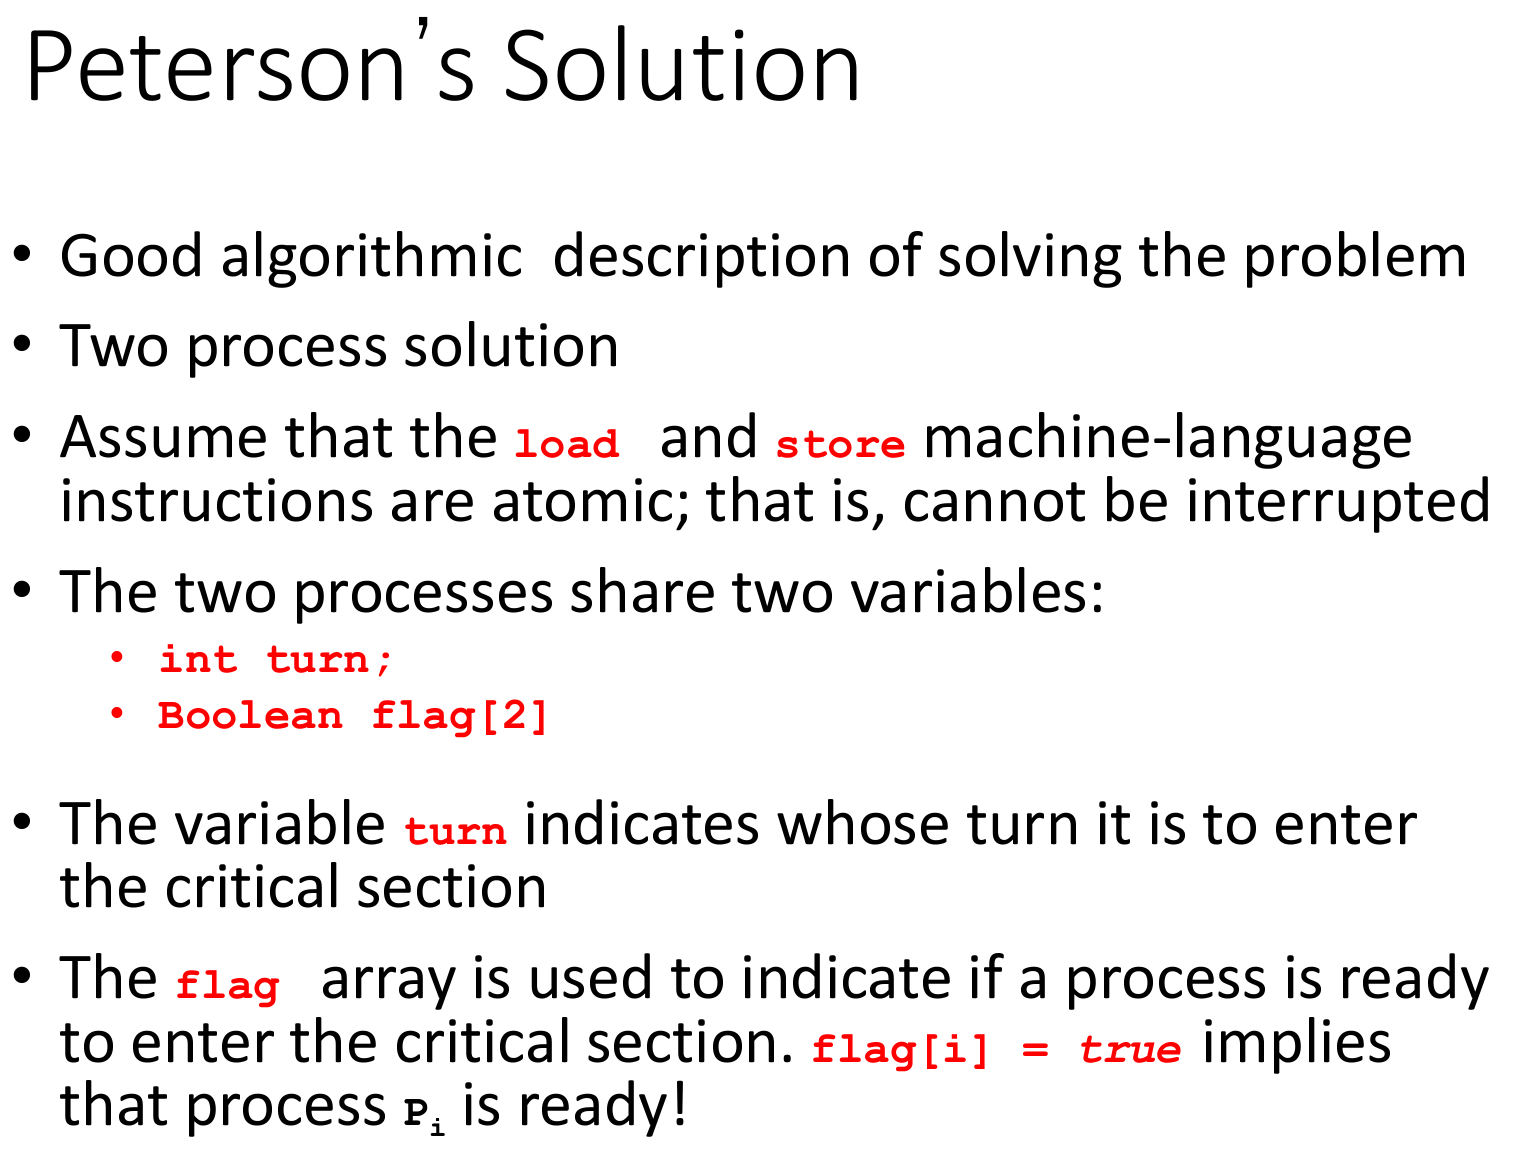 Peterson’s Solution
• Good algorithmic  description of solving the problem
• Two process solution
• Assume that the load  and store machine-language
instructions are atomic; that is, cannot be interrupted
• The two processes share two variables:
• int turn;
• Boolean flag[2]
• The variable turn indicates whose turn it is to enter
the critical section
• The flag  array is used to indicate if a process is ready
to enter the critical section. flag[i] = true implies
that process Pi is ready!